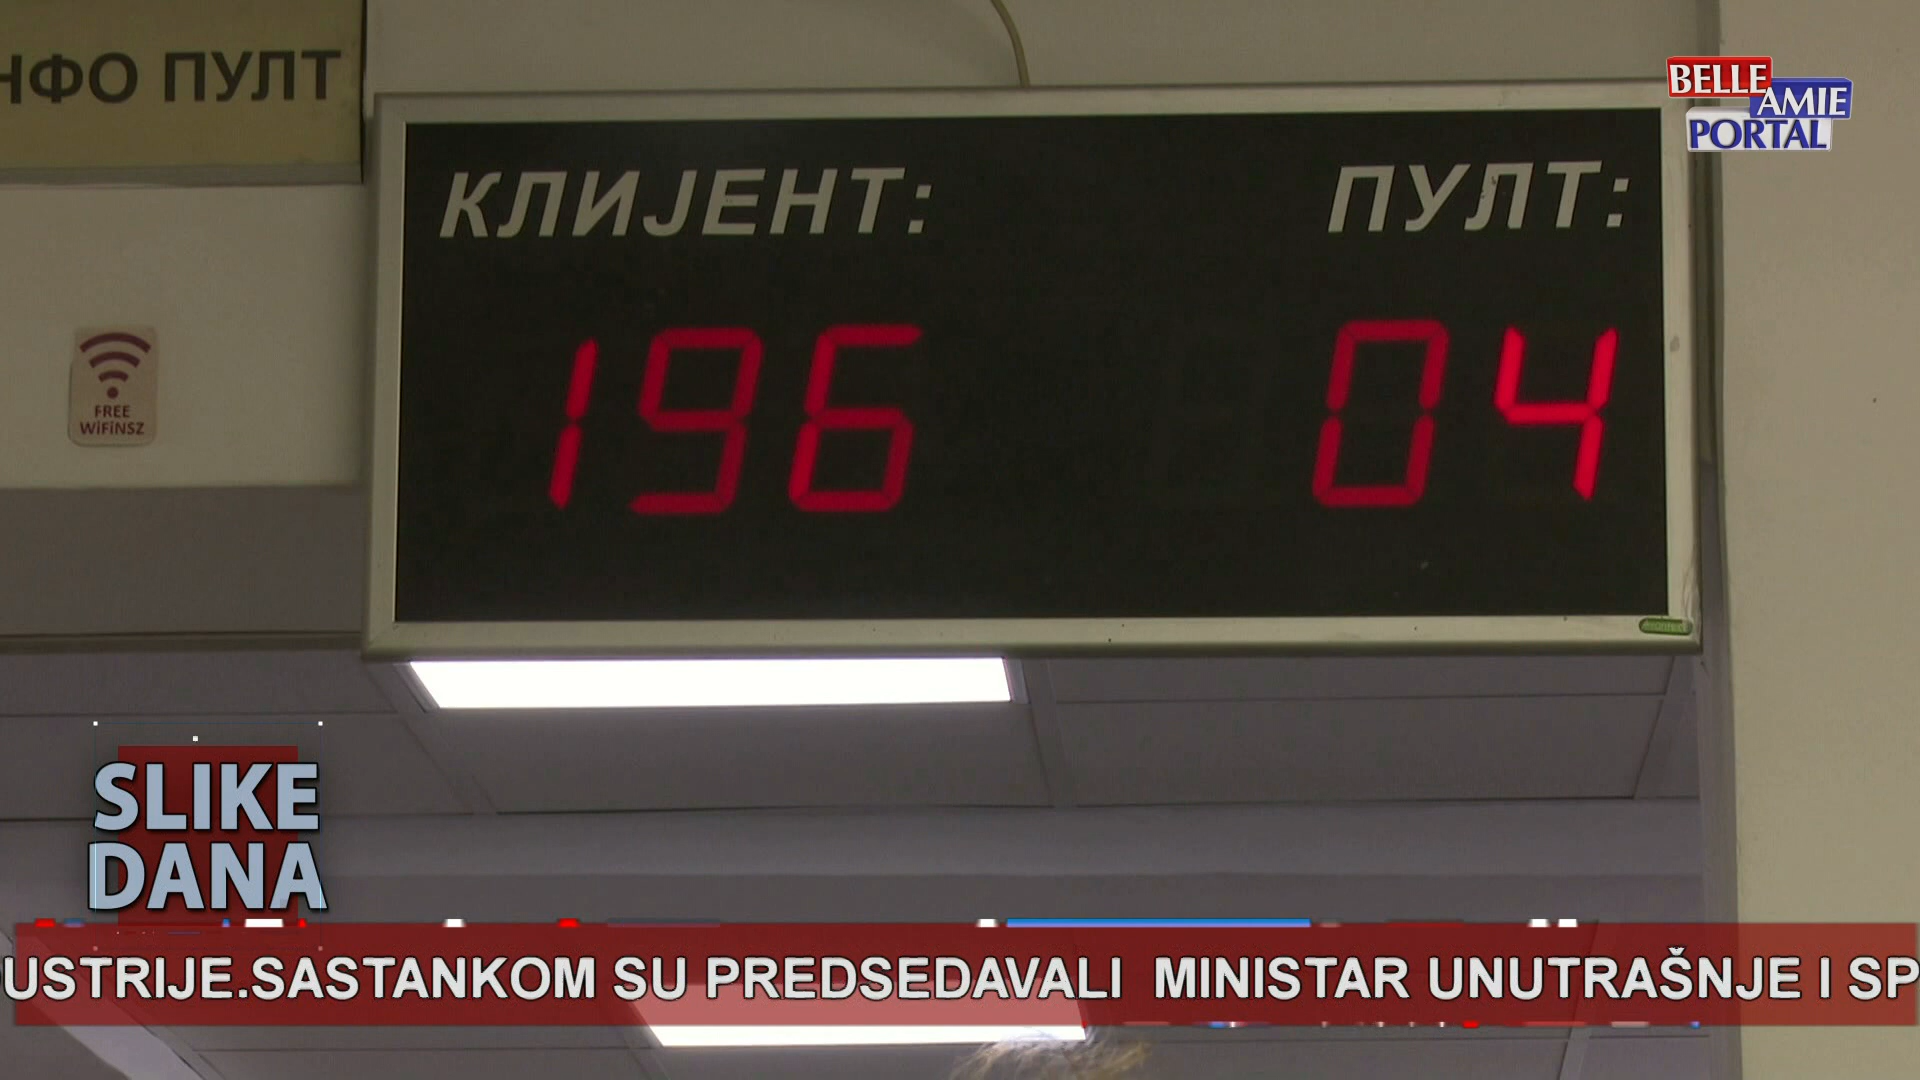 НФО ПУЛТ
BELLE
AMIE
PORTAL
КЛИЈЕНТ: ПУЛТ:
196 04
FREE
WiFiNSZ
SLIKE
DANA
USTRIJE.SASTANKOM SU PREDSEDAVALI MINISTAR UNUTRAŠNJE I SP